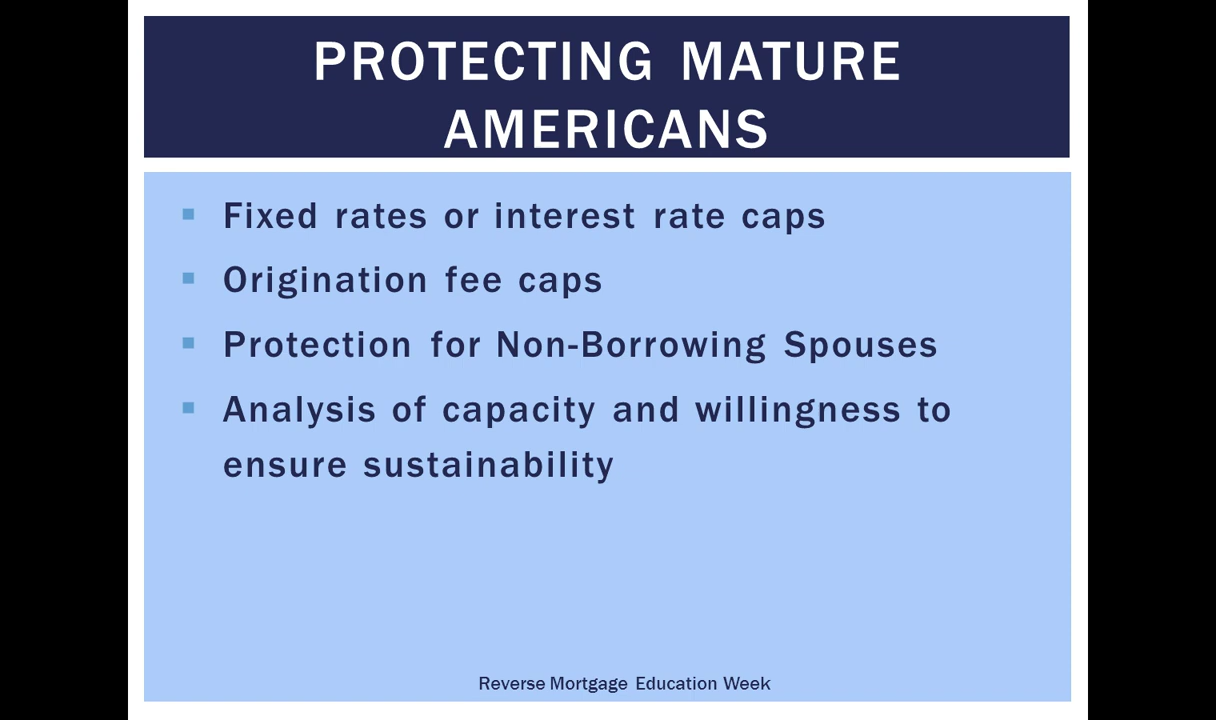 PROTECTING MATURE
AMERICANS
Fixed rates or interest rate caps
Origination fee caps
Protection for Non-Borrowing Spouses
Analysis of capacity and willingness to
ensure sustainability
Reverse Mortgage Education Week